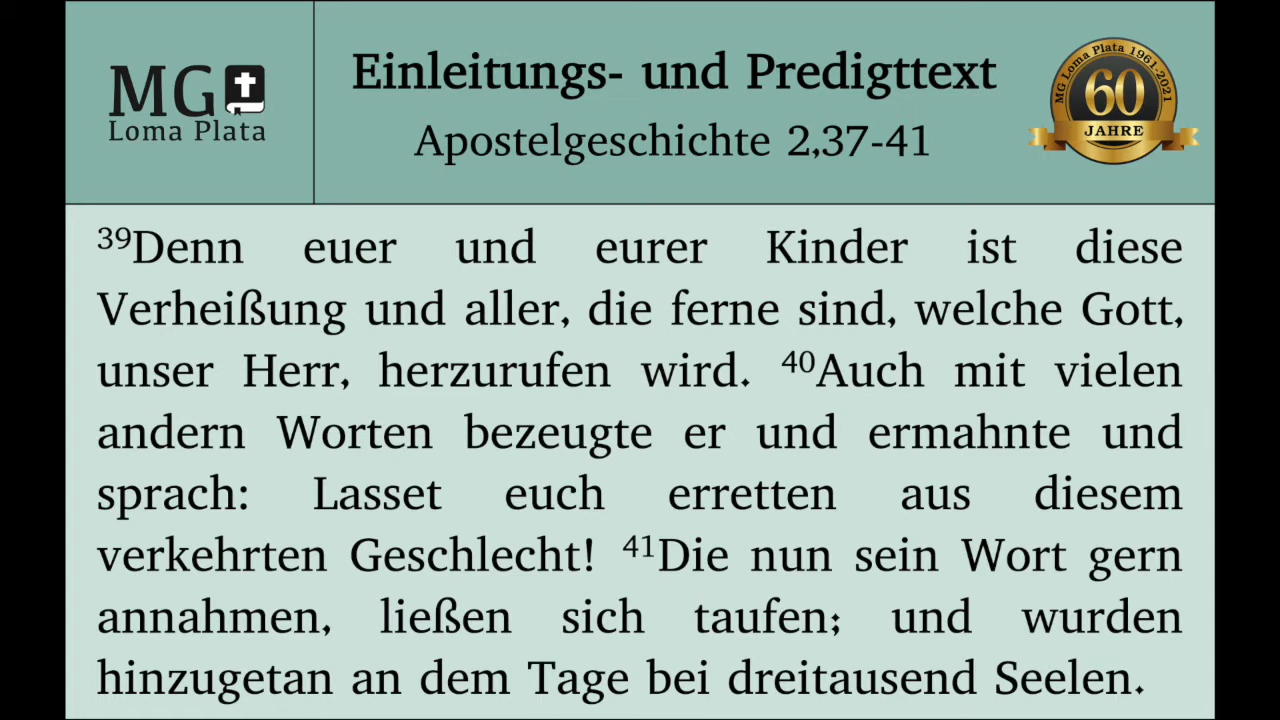 MG
Loma Plata
Einleitungs- und Predigttext
Apostelgeschichte 2,37-41
MG Loma Plata 1961-2021
60
JAHRE
³⁹Denn euer und eurer Kinder ist diese
Verheißung und aller, die ferne sind, welche Gott,
unser Herr, herzurufen wird. ⁴⁰Auch mit vielen
andern Worten bezeugte er und ermahnte und
sprach: Lasset euch erretten aus diesem
verkehrten Geschlecht! ⁴¹Die nun sein Wort gern
annahmen, ließen sich taufen; und wurden
hinzugetan an dem Tage bei dreitausend Seelen.